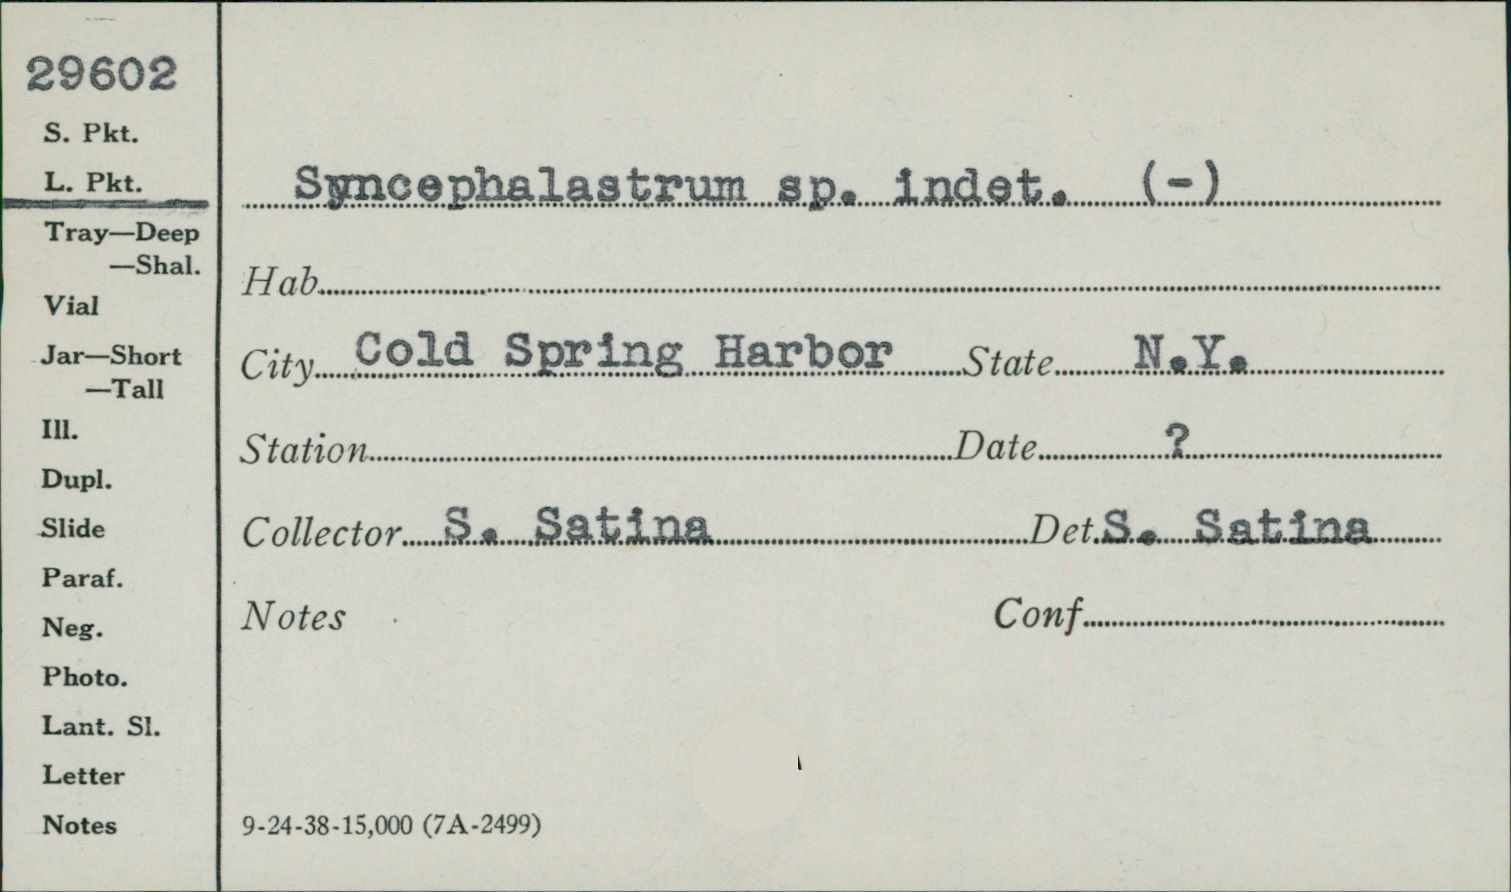 29602
S. Pkt.
L. Pkt.
Tray—Deep
—Shal.
Vial
Jar—Short
—Tall
Ill.
Dupl.
Slide
Paraf.
Neg.
Photo.
Lant. Sl.
Letter
Notes
Syncephalastrum sp. indet. (-)
Hab.
City Cold Spring Harbor State N.Y.
Station Date ?
Collector S. Satina Det. S. Satina
Notes Conf.
9-24-38-15,000 (7A-2499)